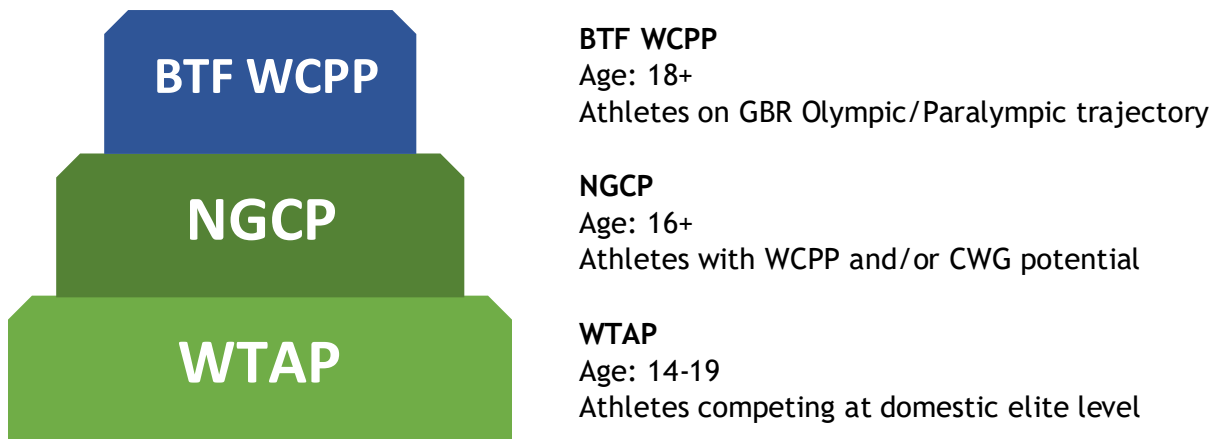 BTF WCPP
NGCP
WTAP
BTF WCPP
Age: 18+
Athletes on GBR Olympic/Paralympic trajectory
NGCP
Age: 16+
Athletes with WCPP and/or CWG potential
WTAP
Age: 14-19
Athletes competing at domestic elite level